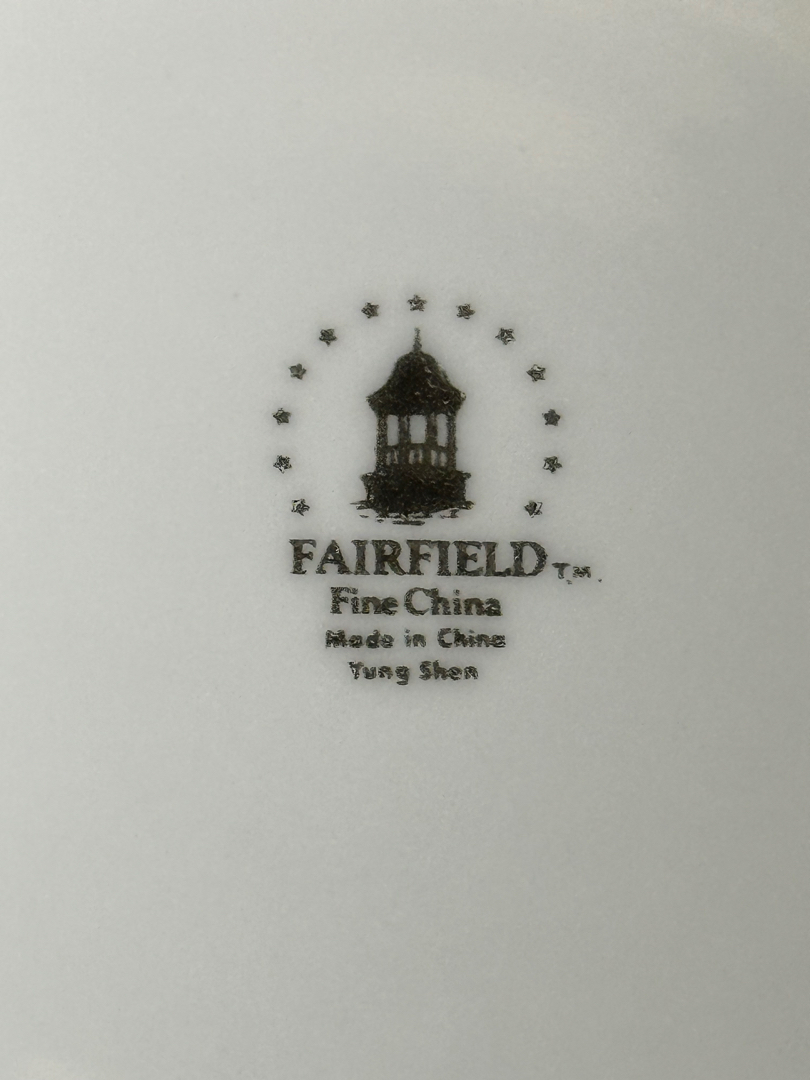 FAIRFIELD T.M.
Fine China
Made in China
Yung Shen